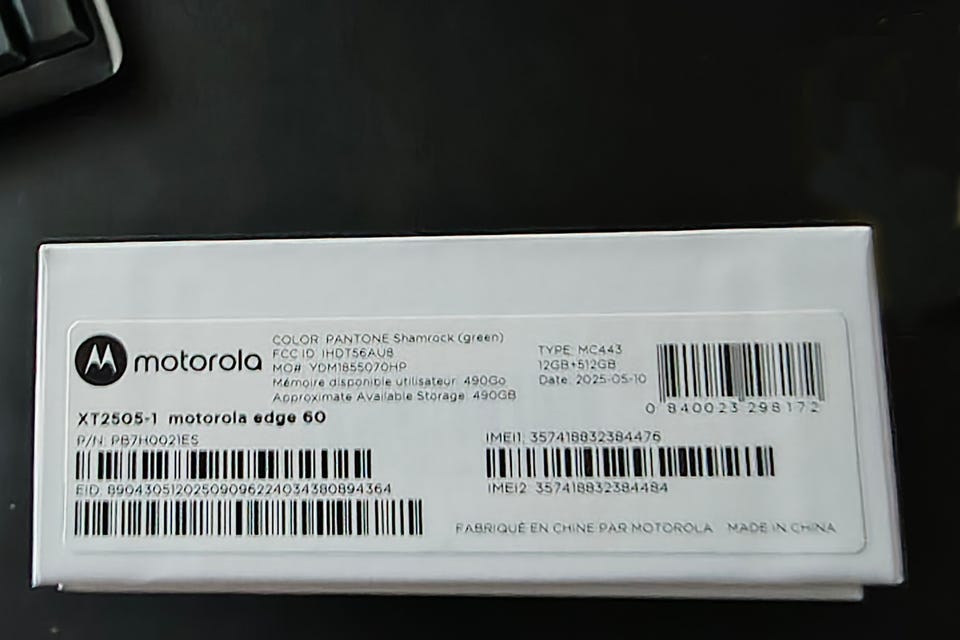 motorola
COLOR PANTONE Shamrock (green)
FCC ID IHDT56AU8
MO# YDM1855070HP
Mémoire disponible utilisateur 490Go
Approximate Available Storage 490GB
TYPE: MC443
12GB+512GB
Date: 2025-05-10
0 840023 298172
XT2505-1 motorola edge 60
P/N: PB7H0021ES
EID: 89043051202509096224034380894364
IMEI1: 357418832384476
IMEI2: 357418832384484
FABRIQUÉ EN CHINE PAR MOTOROLA MADE IN CHINA